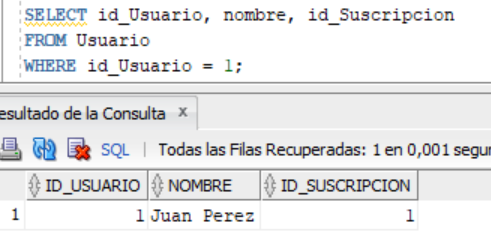 SELECT id_Usuario, nombre, id_Suscripcion
FROM Usuario
WHERE id_Usuario = 1;
esultado de la Consulta x
SQL | Todas las Filas Recuperadas: 1 en 0,001 segur
ID_USUARIO NOMBRE ID_SUSCRIPCION
1 1 Juan Perez 1